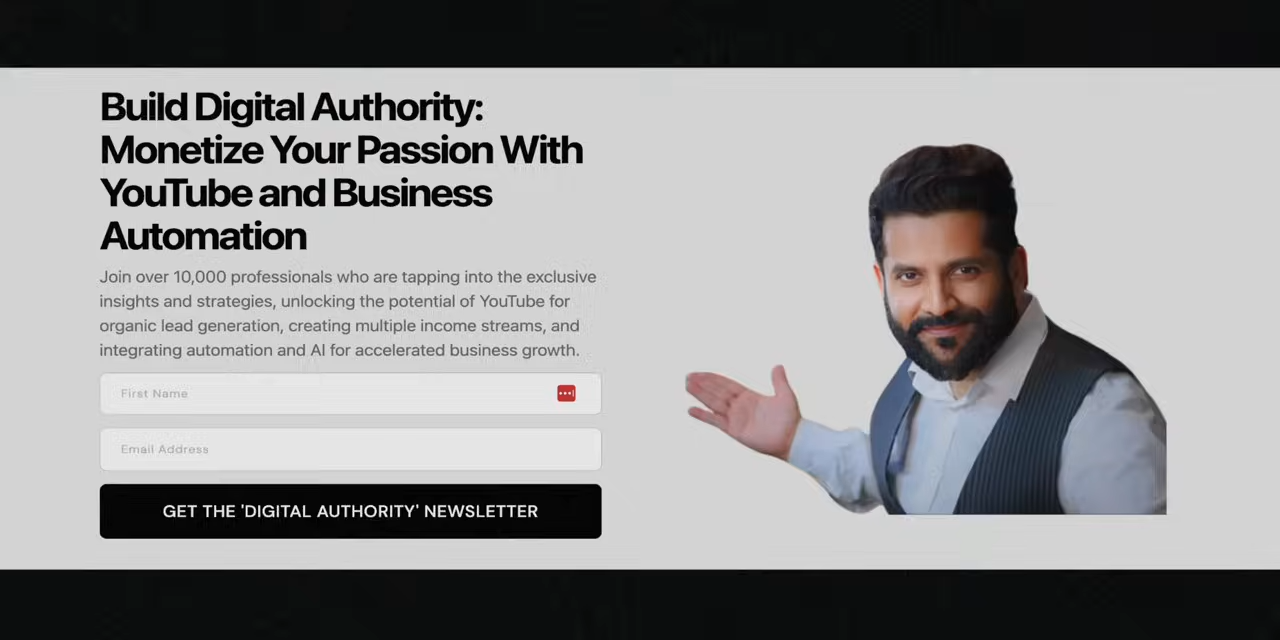 Build Digital Authority:
Monetize Your Passion With
YouTube and Business
Automation
Join over 10,000 professionals who are tapping into the exclusive
insights and strategies, unlocking the potential of YouTube for
organic lead generation, creating multiple income streams, and
integrating automation and AI for accelerated business growth.
First Name
Email Address
GET THE 'DIGITAL AUTHORITY' NEWSLETTER